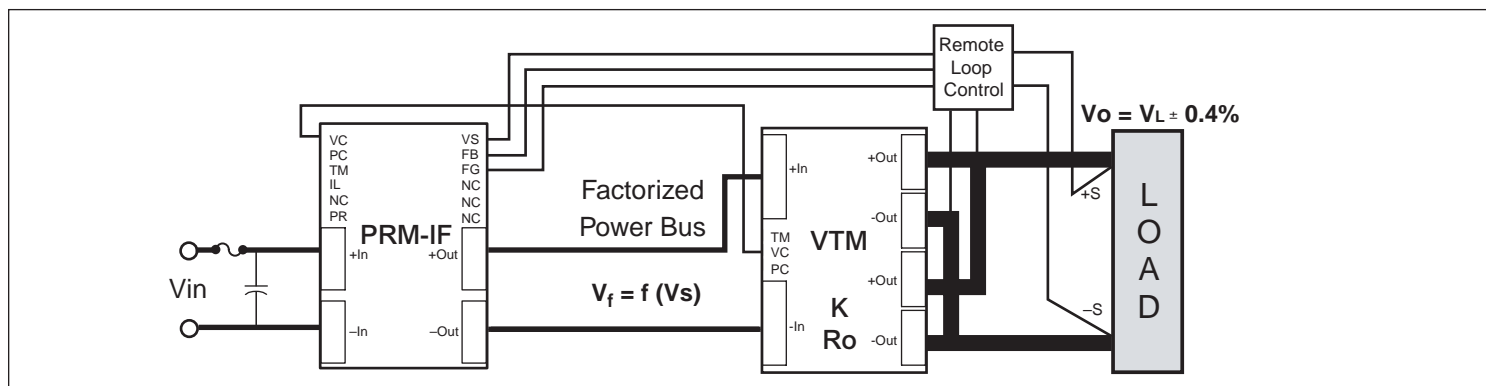 Remote
Loop
Control
Vo = VL ± 0.4%
VC
PC
TM
IL
NC
PR
VS
FB
FG
NC
NC
NC
PRM-IF
+In
+Out
–In
–Out
Vin
Factorized
Power Bus
Vf = f (Vs)
+In
TM
VC
PC
-In
VTM
K
Ro
+Out
-Out
+Out
-Out
+S
–S
L
O
A
D